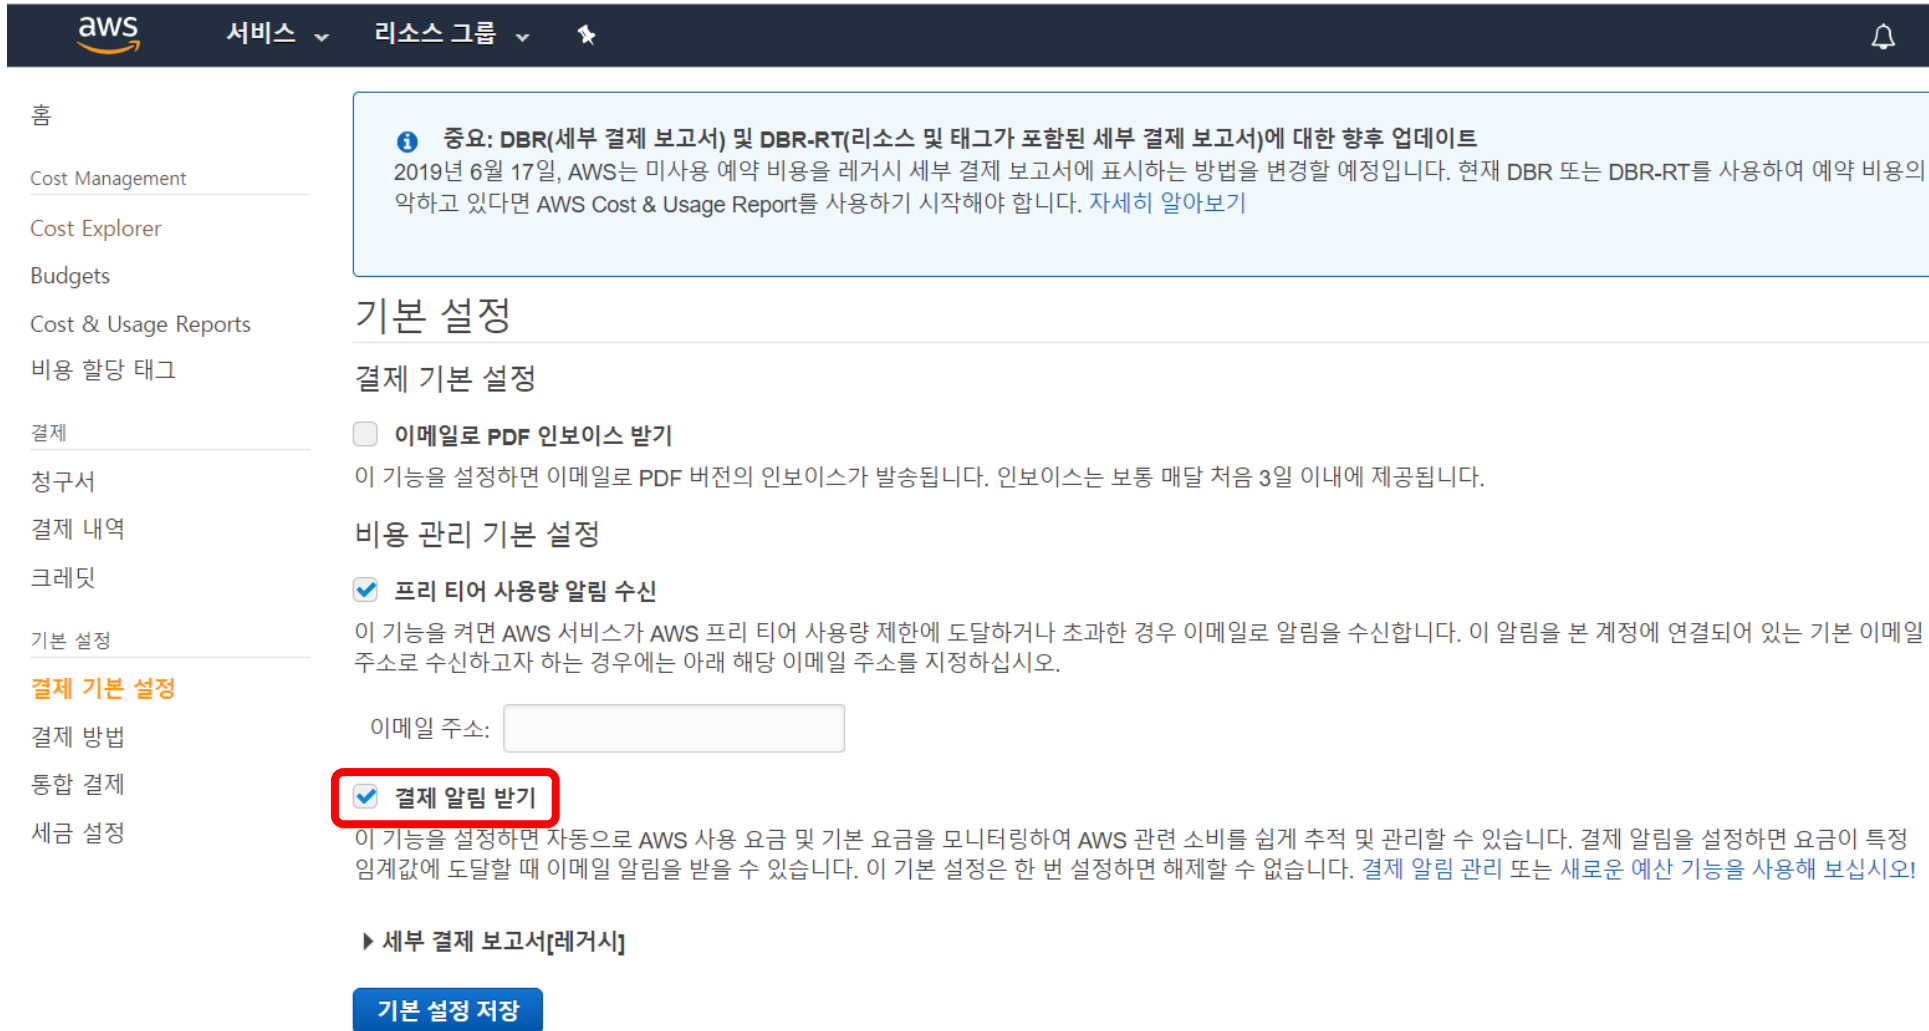 aws 서비스 리소스 그룹
홈
Cost Management
Cost Explorer
Budgets
Cost & Usage Reports
비용 할당 태그
결제
청구서
결제 내역
크레딧
기본 설정
결제 기본 설정
결제 방법
통합 결제
세금 설정
중요: DBR(세부 결제 보고서) 및 DBR-RT(리소스 및 태그가 포함된 세부 결제 보고서)에 대한 향후 업데이트
2019년 6월 17일, AWS는 미사용 예약 비용을 레거시 세부 결제 보고서에 표시하는 방법을 변경할 예정입니다. 현재 DBR 또는 DBR-RT를 사용하여 예약 비용의
악하고 있다면 AWS Cost & Usage Report를 사용하기 시작해야 합니다. 자세히 알아보기
기본 설정
결제 기본 설정
이메일로 PDF 인보이스 받기
이 기능을 설정하면 이메일로 PDF 버전의 인보이스가 발송됩니다. 인보이스는 보통 매달 처음 3일 이내에 제공됩니다.
비용 관리 기본 설정
프리 티어 사용량 알림 수신
이 기능을 켜면 AWS 서비스가 AWS 프리 티어 사용량 제한에 도달하거나 초과한 경우 이메일로 알림을 수신합니다. 이 알림을 본 계정에 연결되어 있는 기본 이메일
주소로 수신하고자 하는 경우에는 아래 해당 이메일 주소를 지정하십시오.
이메일 주소:
결제 알림 받기
이 기능을 설정하면 자동으로 AWS 사용 요금 및 기본 요금을 모니터링하여 AWS 관련 소비를 쉽게 추적 및 관리할 수 있습니다. 결제 알림을 설정하면 요금이 특정
임계값에 도달할 때 이메일 알림을 받을 수 있습니다. 이 기본 설정은 한 번 설정하면 해제할 수 없습니다. 결제 알림 관리 또는 새로운 예산 기능을 사용해 보십시오!
세부 결제 보고서[레거시]
기본 설정 저장